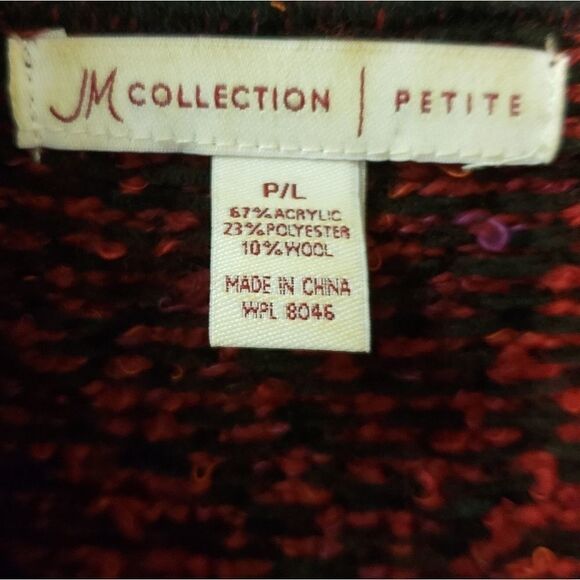 JM COLLECTION | PETITE
P/L
67% ACRYLIC
23% POLYESTER
10% WOOL
MADE IN CHINA
WPL 8046